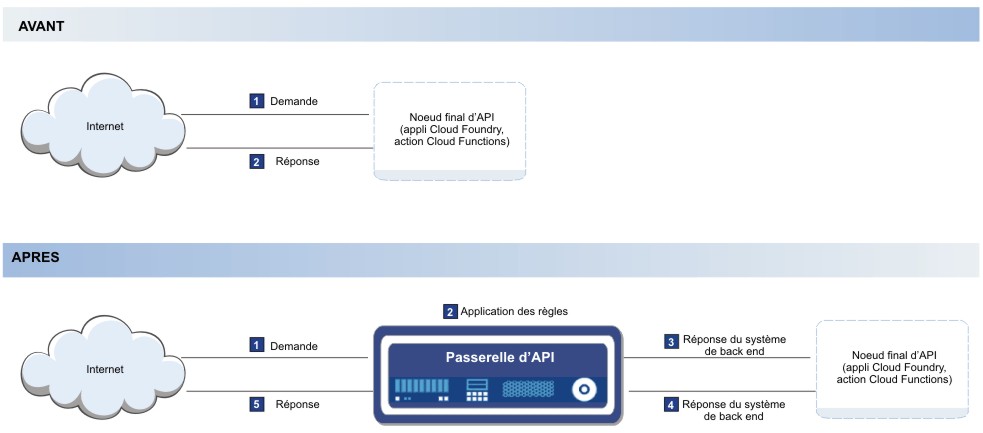 AVANT
1 Demande
Internet
Noeud final d'API
(appli Cloud Foundry,
action Cloud Functions)
2 Réponse
APRES
2 Application des règles
1 Demande
Internet
Passerelle d'API
3 Réponse du système
de back end
Noeud final d'API
(appli Cloud Foundry,
action Cloud Functions)
5 Réponse
4 Réponse du système
de back end